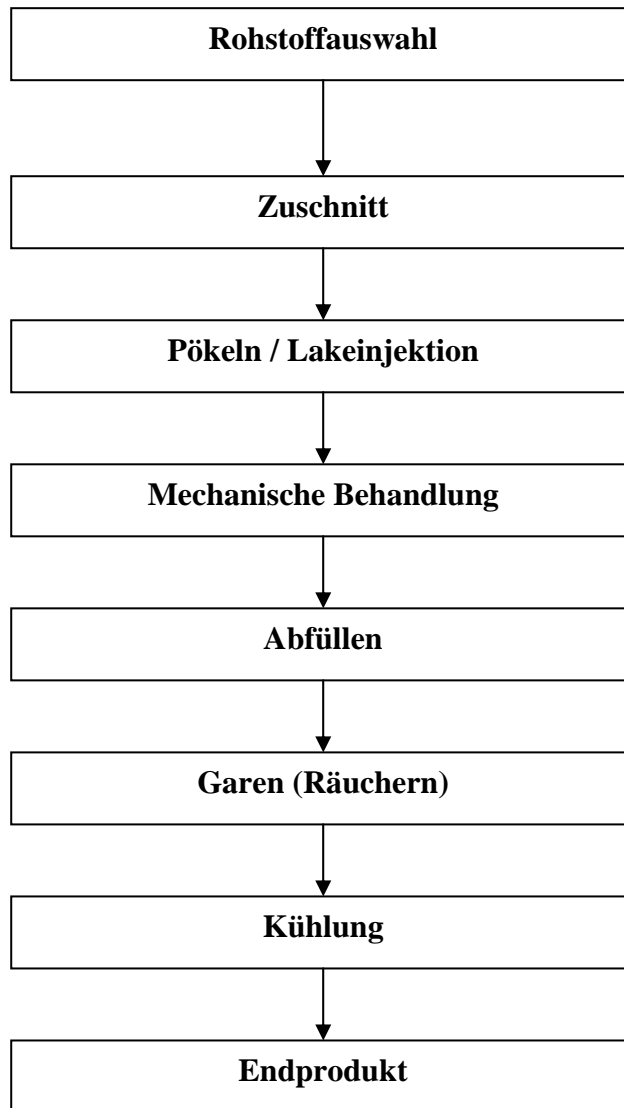 Rohstoffauswahl
Zuschnitt
Pökeln / Lakeinjektion
Mechanische Behandlung
Abfüllen
Garen (Räuchern)
Kühlung
Endprodukt